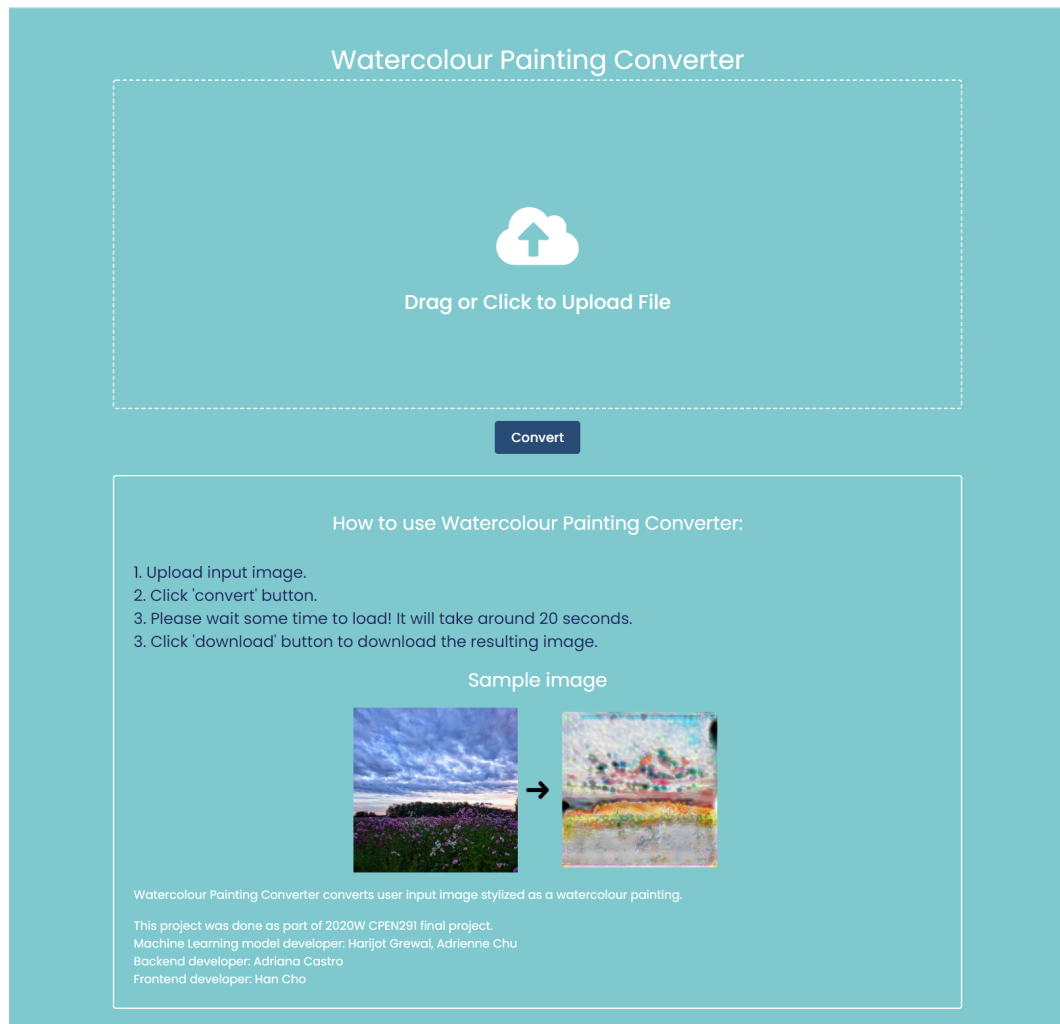 Watercolour Painting Converter
Drag or Click to Upload File
Convert
How to use Watercolour Painting Converter:
1. Upload input image.
2. Click 'convert' button.
3. Please wait some time to load! It will take around 20 seconds.
3. Click 'download' button to download the resulting image.
Sample image
Watercolour Painting Converter converts user input image stylized as a watercolour painting.
This project was done as part of 2020W CPEN291 final project.
Machine Learning model developer: Harijot Grewal, Adrienne Chu
Backend developer: Adriana Castro
Frontend developer: Han Cho